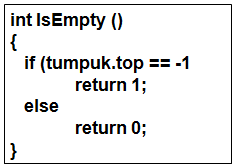 int IsEmpty ()
{
if (tumpuk.top == -1
return 1;
else
return 0;
}